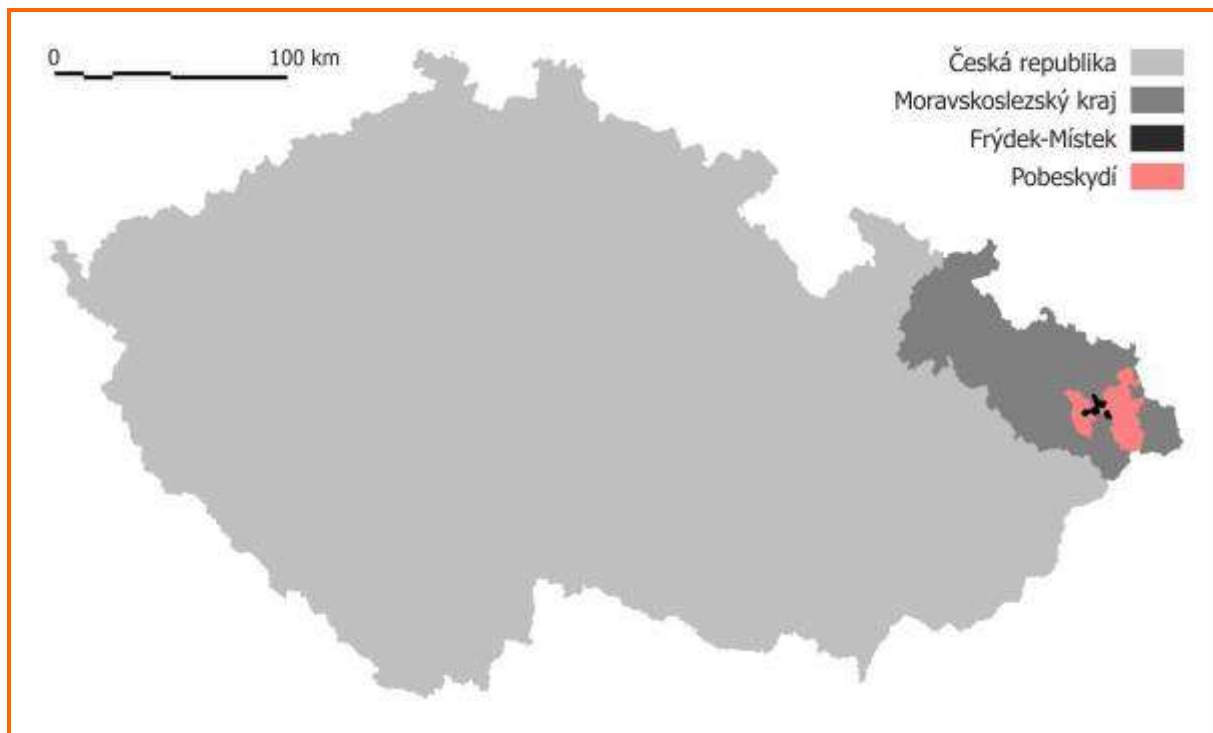 0 100 km
Česká republika
Moravskoslezský kraj
Frýdek-Místek
Pobeskydí